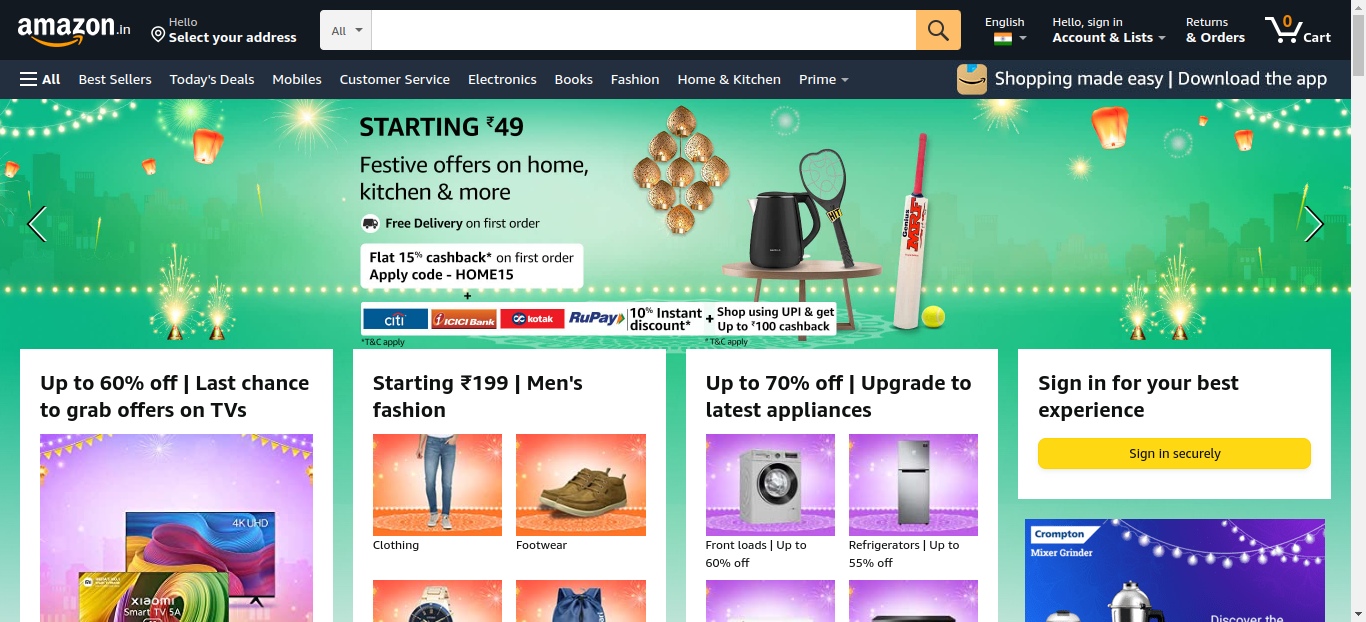 amazon.in
Hello
Select your address
All
English
Hello, sign in
Account & Lists
Returns
& Orders
0
Cart
All
Best Sellers
Today's Deals
Mobiles
Customer Service
Electronics
Books
Fashion
Home & Kitchen
Prime
Shopping made easy | Download the app
STARTING ₹49
Festive offers on home,
kitchen & more
Free Delivery on first order
Flat 15% cashback* on first order
Apply code - HOME15
+
citi
ICICI Bank
kotak
RuPay
10% Instant
discount*
+
Shop using UPI & get
Up to ₹100 cashback
*T&C apply
*T&C apply
Genius
MRF
Up to 60% off | Last chance
to grab offers on TVs
4K UHD
xiaomi
Smart TV 5A
Starting ₹199 | Men's
fashion
Clothing
Footwear
Up to 70% off | Upgrade to
latest appliances
Front loads | Up to
60% off
Refrigerators | Up to
55% off
Sign in for your best
experience
Sign in securely
Crompton
Mixer Grinder
Discover the